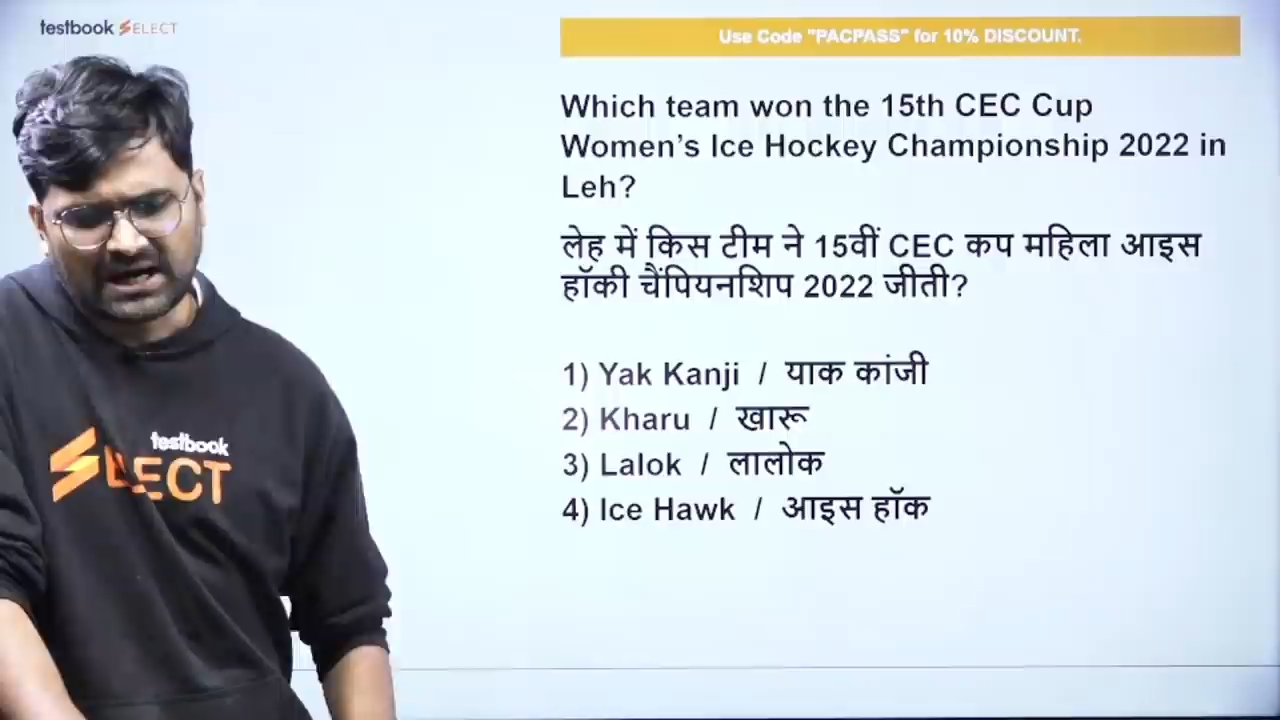 testbook SELECT
Use Code "PACPASS" for 10% DISCOUNT.
Which team won the 15th CEC Cup
Women’s Ice Hockey Championship 2022 in
Leh?
लेह में किस टीम ने 15वीं CEC कप महिला आइस
हॉकी चैंपियनशिप 2022 जीती?
1) Yak Kanji / याक कांजी
2) Kharu / खारू
3) Lalok / लालोक
4) Ice Hawk / आइस हॉक
testbook
SELECT